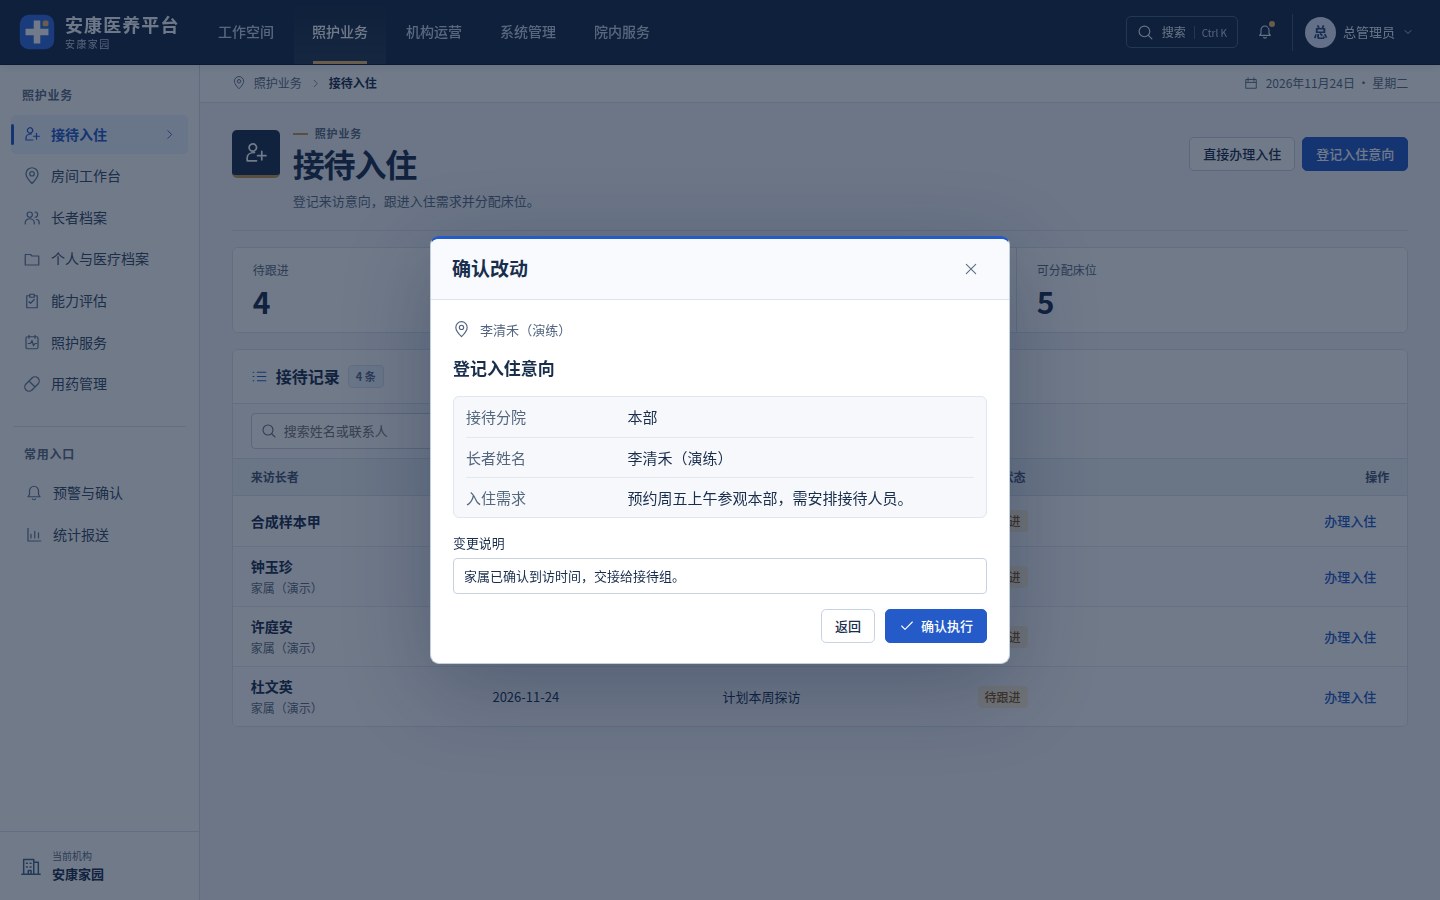 安康医养平台
安康家园
工作空间
照护业务
机构运营
系统管理
院内服务
搜索
Ctrl K
总
总管理员
照护业务
接待入住
房间工作台
长者档案
个人与医疗档案
能力评估
照护服务
用药管理
常用入口
预警与确认
统计报送
当前机构
安康家园
照护业务 > 接待入住
2026年11月24日 · 星期二
照护业务
接待入住
登记来访意向，跟进入住需求并分配床位。
直接办理入住
登记入住意向
待跟进
4
可分配床位
5
接待记录
4 条
搜索姓名或联系人
来访长者
操作
合成样本甲
办理入住
钟玉珍
家属（演示）
办理入住
许庭安
家属（演示）
办理入住
杜文英
家属（演示）
2026-11-24
计划本周探访
待跟进
办理入住
确认改动
李清禾（演练）
登记入住意向
接待分院
本部
长者姓名
李清禾（演练）
入住需求
预约周五上午参观本部，需安排接待人员。
变更说明
家属已确认到访时间，交接给接待组。
返回
确认执行